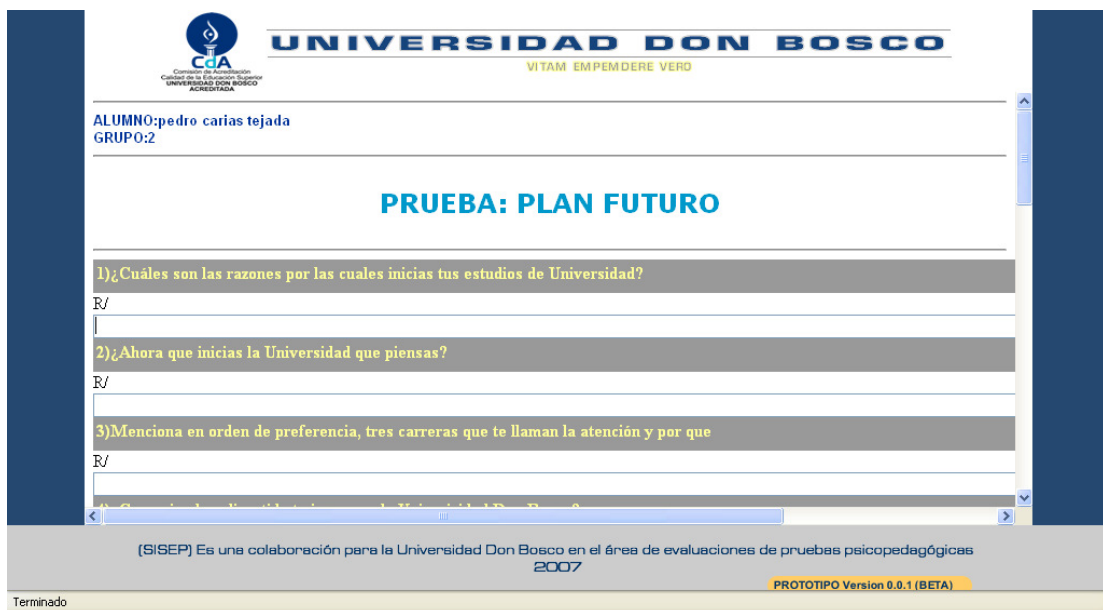 CdA
Comisión de Acreditación
Calidad de la Educación Superior
UNIVERSIDAD DON BOSCO
ACREDITADA
UNIVERSIDAD DON BOSCO
VITAM EMPEMDERE VERO
ALUMNO:pedro carias tejada
GRUPO:2
PRUEBA: PLAN FUTURO
1)¿Cuáles son las razones por las cuales inicias tus estudios de Universidad?
R/
2)¿Ahora que inicias la Universidad que piensas?
R/
3)Menciona en orden de preferencia, tres carreras que te llaman la atención y por que
R/
(SISEP) Es una colaboración para la Universidad Don Bosco en el área de evaluaciones de pruebas psicopedagógicas
2007
PROTOTIPO Version 0.0.1 (BETA)
Terminado